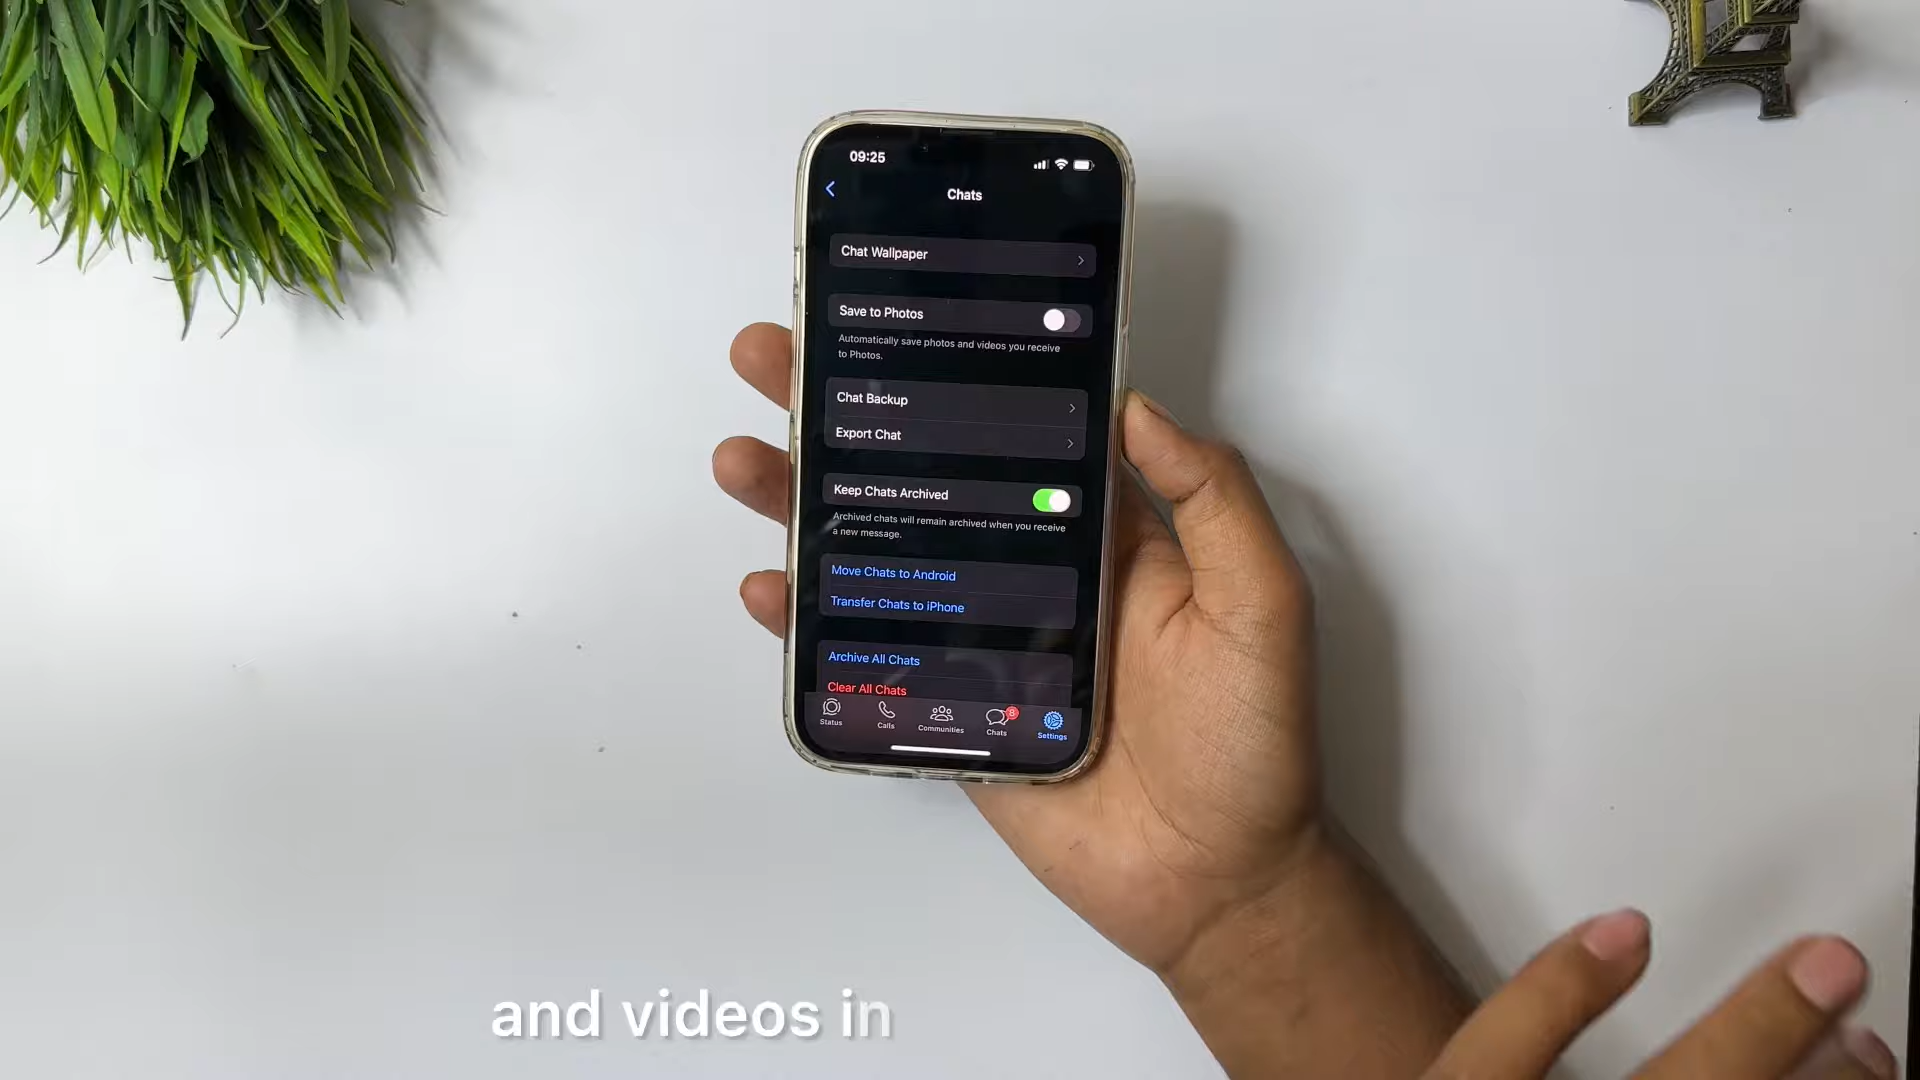 09:25
Chats
Chat Wallpaper
Save to Photos
Automatically save photos and videos you receive
to Photos.
Chat Backup
Export Chat
Keep Chats Archived
Archived chats will remain archived when you receive
a new message.
Move Chats to Android
Transfer Chats to iPhone
Archive All Chats
Clear All Chats
8
Status
Calls
Communities
Chats
Settings
and videos in